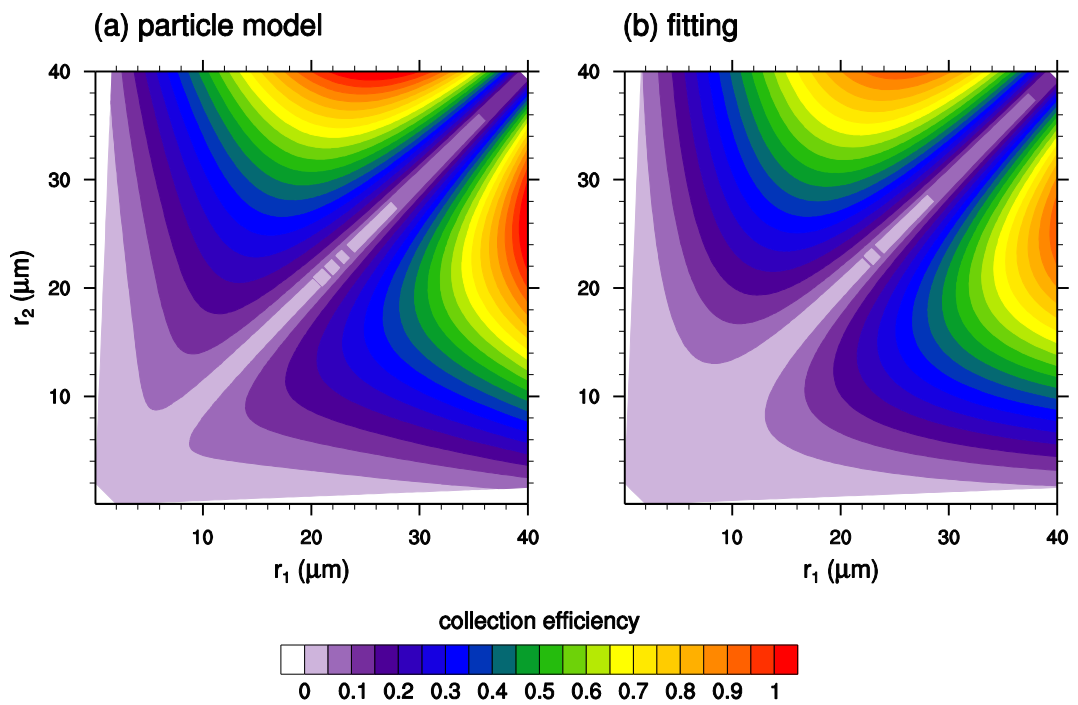 (a) particle model
(b) fitting
40
30
20
10
r2 (μm)
10 20 30 40
r1 (μm)
40
30
20
10
10 20 30 40
r1 (μm)
collection efficiency
0 0.1 0.2 0.3 0.4 0.5 0.6 0.7 0.8 0.9 1